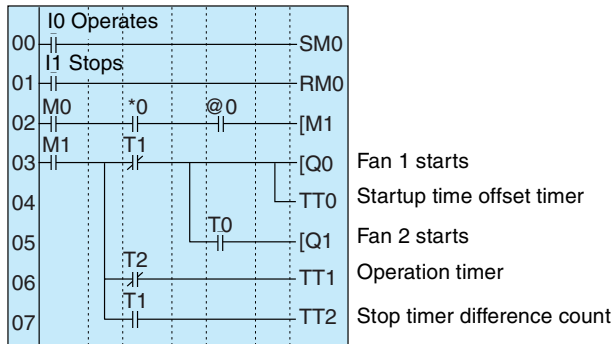 I0 Operates
00 SM0
I1 Stops
01 RM0
M0 *0 @0
02 [M1
M1 T1
03 [Q0 Fan 1 starts
04 TT0 Startup time offset timer
T0
05 [Q1 Fan 2 starts
T2
06 TT1 Operation timer
T1
07 TT2 Stop timer difference count